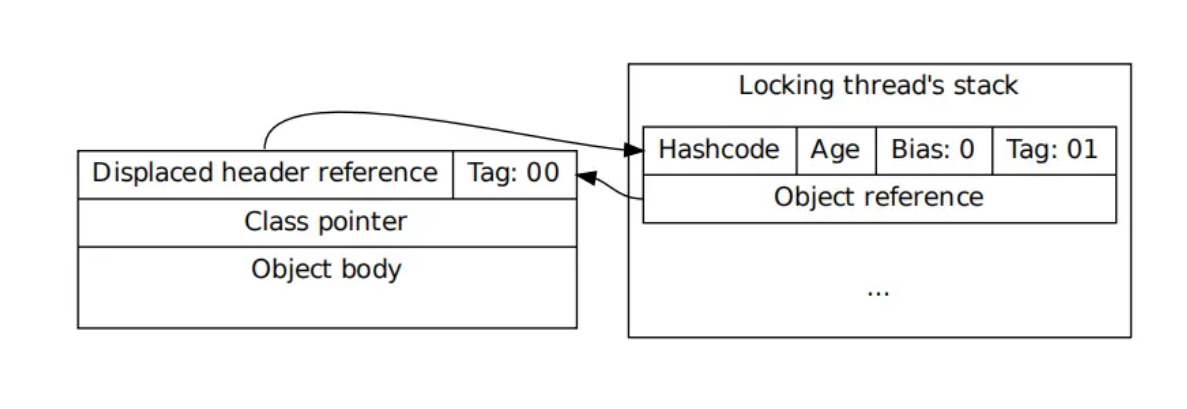 Displaced header reference Tag: 00
Class pointer
Object body
Locking thread's stack
Hashcode Age Bias: 0 Tag: 01
Object reference
...